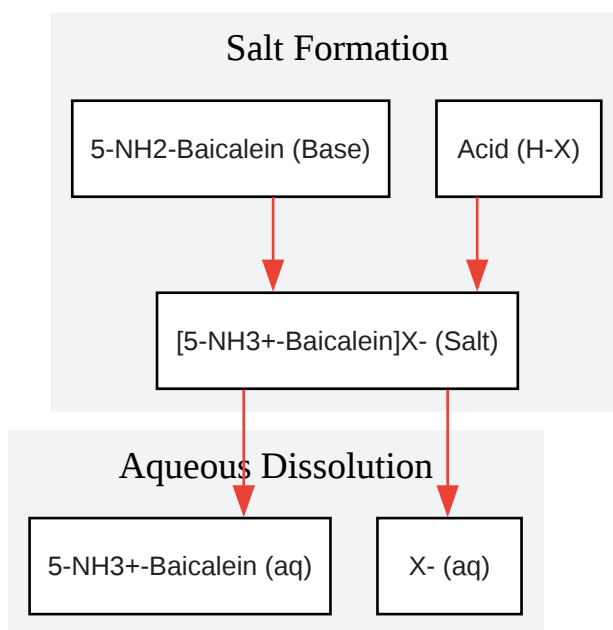 Salt Formation
5-NH2-Baicalein (Base)
Acid (H-X)
[5-NH3+-Baicalein]X- (Salt)
Aqueous Dissolution
5-NH3+-Baicalein (aq)
X- (aq)